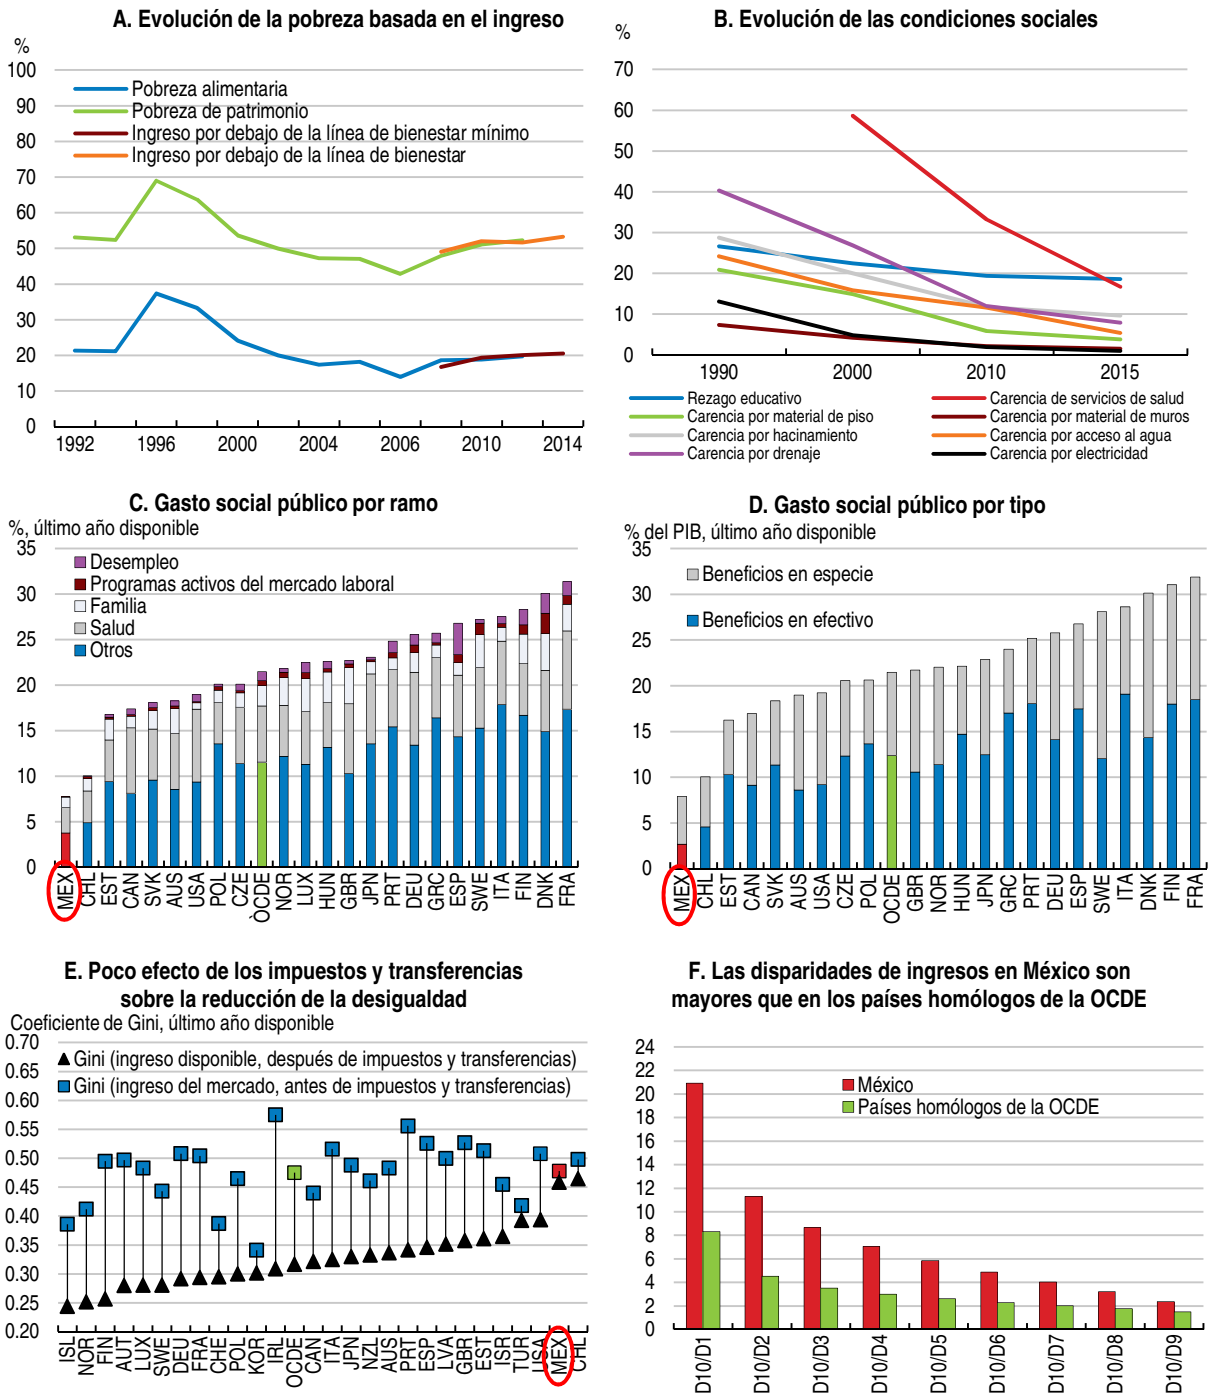 A. Evolución de la pobreza basada en el ingreso
%
100
90
80
70
60
50
40
30
20
10
0
Pobreza alimentaria
Pobreza de patrimonio
Ingreso por debajo de la línea de bienestar mínimo
Ingreso por debajo de la línea de bienestar
1992 1996 2000 2004 2006 2010 2014
B. Evolución de las condiciones sociales
%
70
60
50
40
30
20
10
0
1990 2000 2010 2015
Rezago educativo
Carencia de servicios de salud
Carencia por material de piso
Carencia por material de muros
Carencia por hacinamiento
Carencia por acceso al agua
Carencia por drenaje
Carencia por electricidad
C. Gasto social público por ramo
%, último año disponible
35
30
25
20
15
10
5
0
Desempleo
Programas activos del mercado laboral
Familia
Salud
Otros
MEX CHL EST CAN SVK AUS USA POL CZE OCDE NOR LUX HUN GBR JPN PRT DEU GRC ESP SWE ITA FIN DNK FRA
D. Gasto social público por tipo
% del PIB, último año disponible
35
30
25
20
15
10
5
0
Beneficios en especie
Beneficios en efectivo
MEX CHL EST CAN SVK AUS USA CZE POL OCDE GBR NOR HUN JPN GRC PRT DEU ESP SWE ITA DNK FIN FRA
E. Poco efecto de los impuestos y transferencias
sobre la reducción de la desigualdad
Coeficiente de Gini, último año disponible
0.70
0.65
0.60
0.55
0.50
0.45
0.40
0.35
0.30
0.25
0.20
Gini (ingreso disponible, después de impuestos y transferencias)
Gini (ingreso del mercado, antes de impuestos y transferencias)
ISL NOR FIN AUT LUX SWE DEU FRA CHE POL KOR IRL OCDE CAN ITA JPN NZL AUS PRT ESP LVA GBR EST ISR TUR USA MEX CHL
F. Las disparidades de ingresos en México son
mayores que en los países homólogos de la OCDE
24
22
20
18
16
14
12
10
8
6
4
2
0
México
Países homólogos de la OCDE
D10/D1 D10/D2 D10/D3 D10/D4 D10/D5 D10/D6 D10/D7 D10/D8 D10/D9